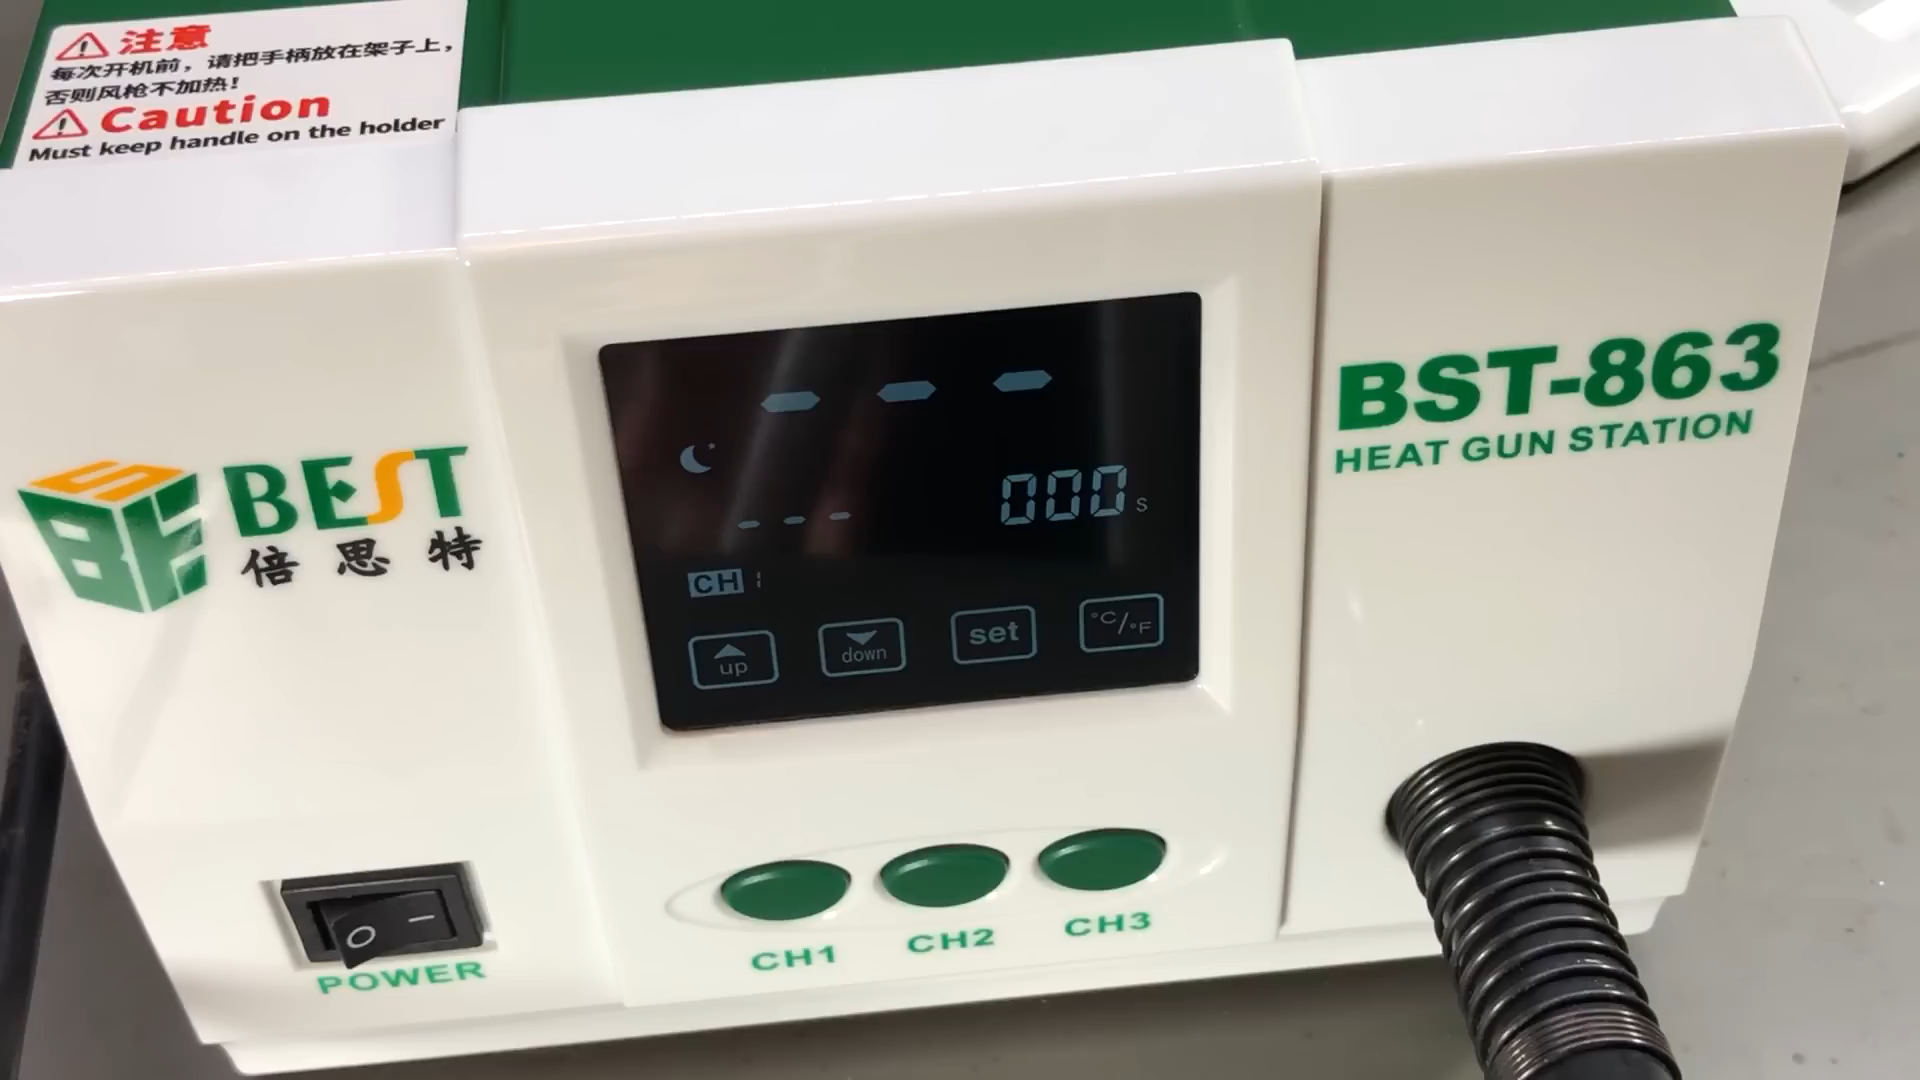 注意
每次开机前，请把手柄放在架子上，
否则风枪不加热！
Caution
Must keep handle on the holder
BEST
倍思特
BST-863
HEAT GUN STATION
- - -
- - - 000 s
CH 1
up down set °C/°F
O —
POWER
CH1 CH2 CH3